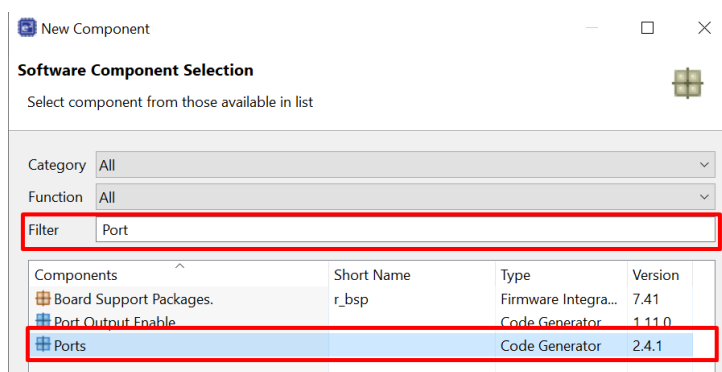 New Component
Software Component Selection
Select component from those available in list
Category All
Function All
Filter Port
Components Short Name Type Version
Board Support Packages. r_bsp Firmware Integra... 7.41
Port Output Enable Code Generator 1.11.0
Ports Code Generator 2.4.1